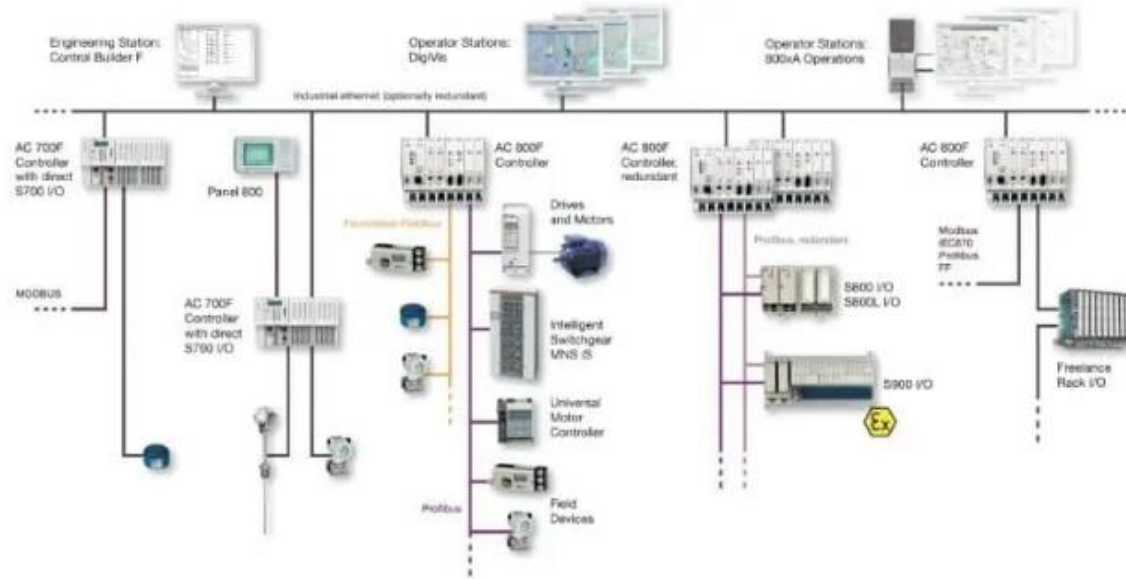 Engineering Station:
Control Builder F
Operator Stations:
DigiVis
Operator Stations:
800xA Operations
Industrial ethernet (optionally redundant)
AC 700F
Controller
with direct
S700 I/O
Panel 800
AC 800F
Controller
AC 800F
Controller,
redundant
AC 800F
Controller
Drives
and Motors
Foundation Fieldbus
Profibus, redundant
Modbus
IEC870
Profibus
FF
MODBUS
AC 700F
Controller
with direct
S700 I/O
S800 I/O
S800L I/O
Intelligent
Switchgear
MNS iS
Freelance
Rack I/O
S900 I/O
Ex
Universal
Motor
Controller
Profibus
Field
Devices